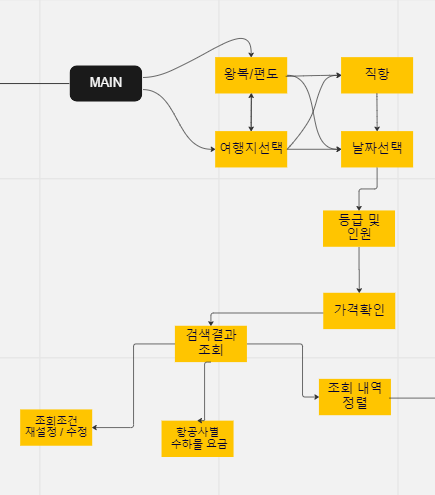 MAIN
왕복/편도
직항
여행지선택
날짜선택
등급 및
인원
가격확인
검색결과
조회
조회 내역
정렬
조회조건
재설정 / 수정
항공사별
수하물 요금